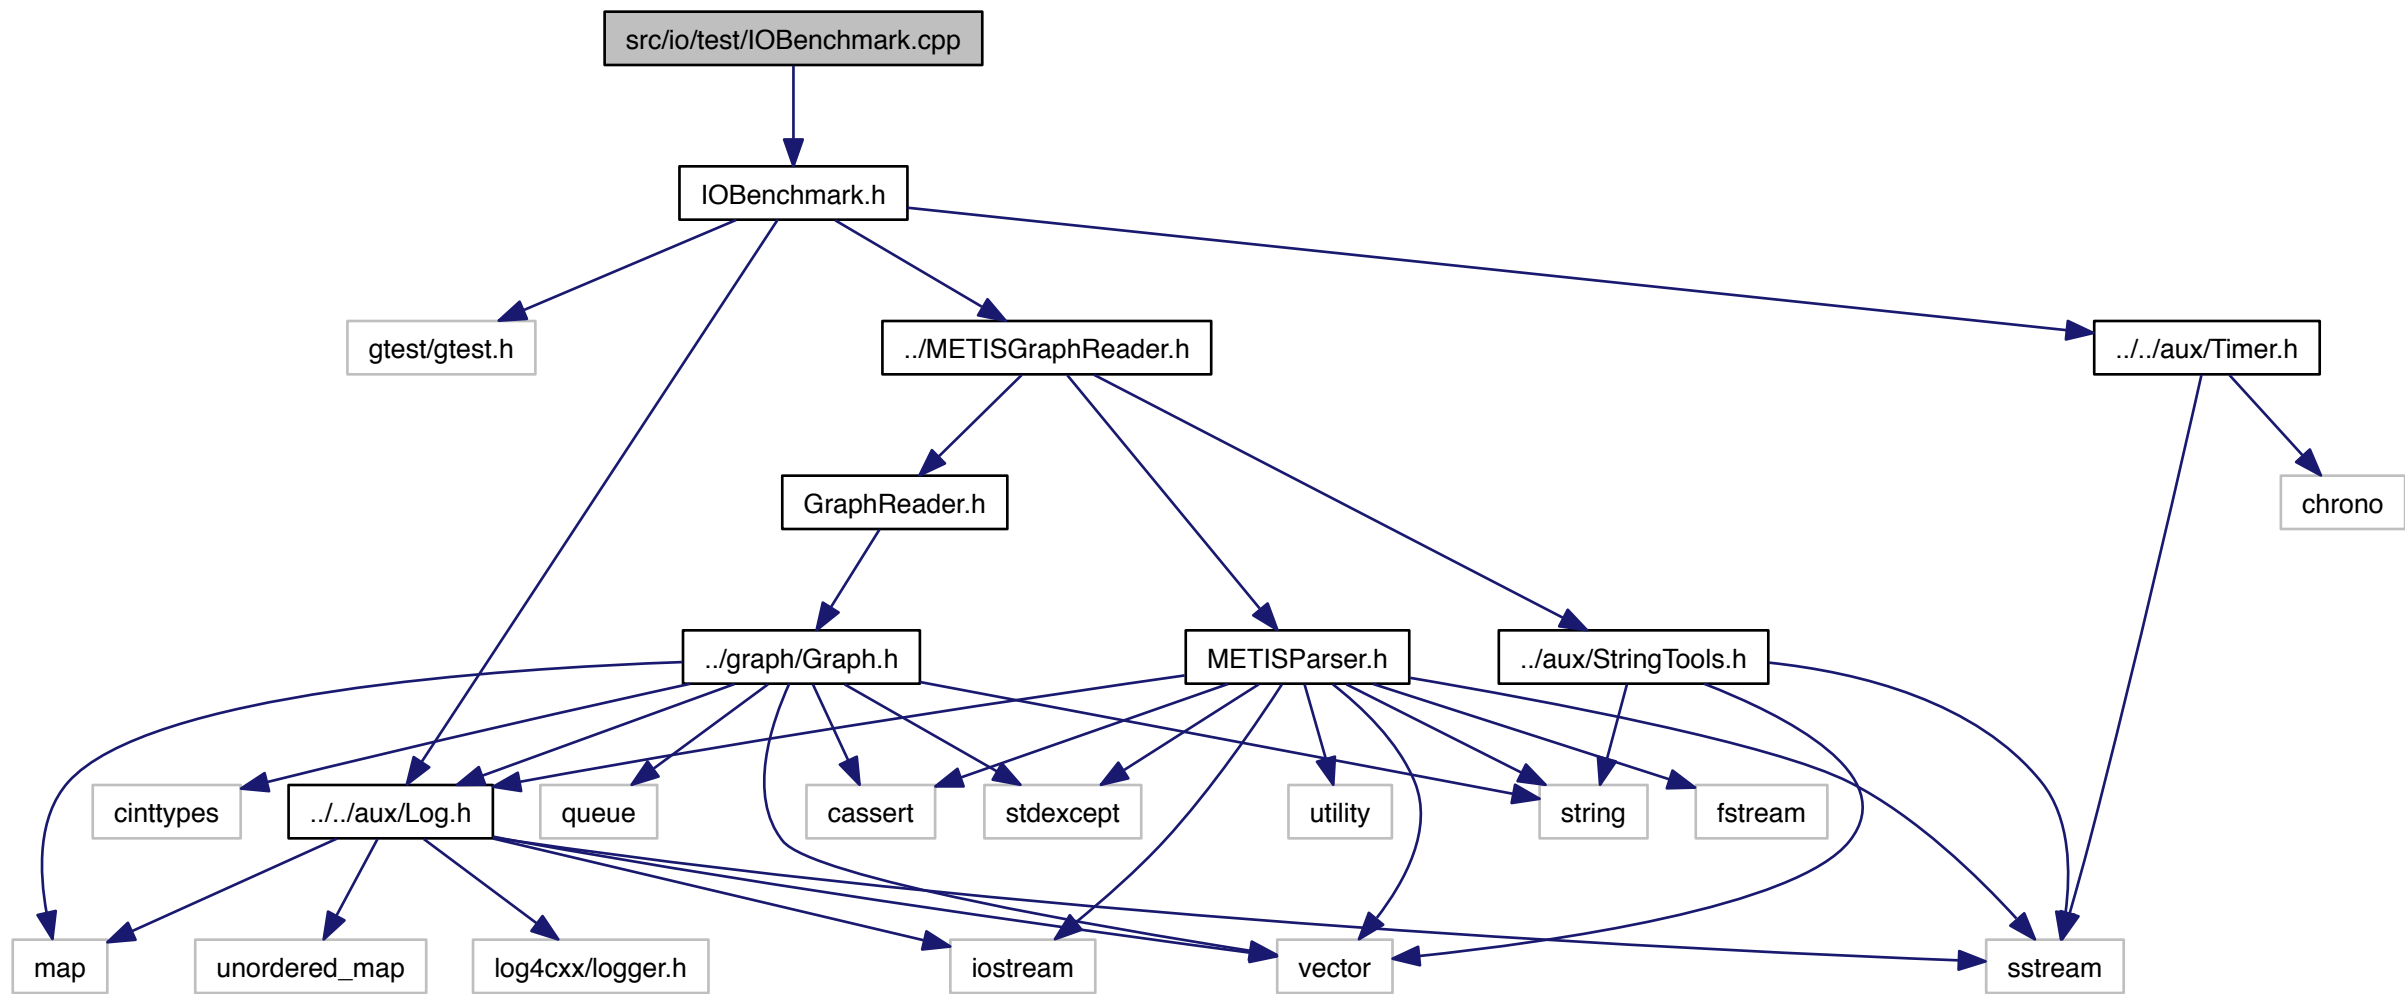 src/io/test/IOBenchmark.cpp
IOBenchmark.h
gtest/gtest.h
../METISGraphReader.h
../../aux/Timer.h
GraphReader.h
chrono
../graph/Graph.h
METISParser.h
../aux/StringTools.h
cinttypes
../../aux/Log.h
queue
cassert
stdexcept
utility
string
fstream
map
unordered_map
log4cxx/logger.h
iostream
vector
sstream